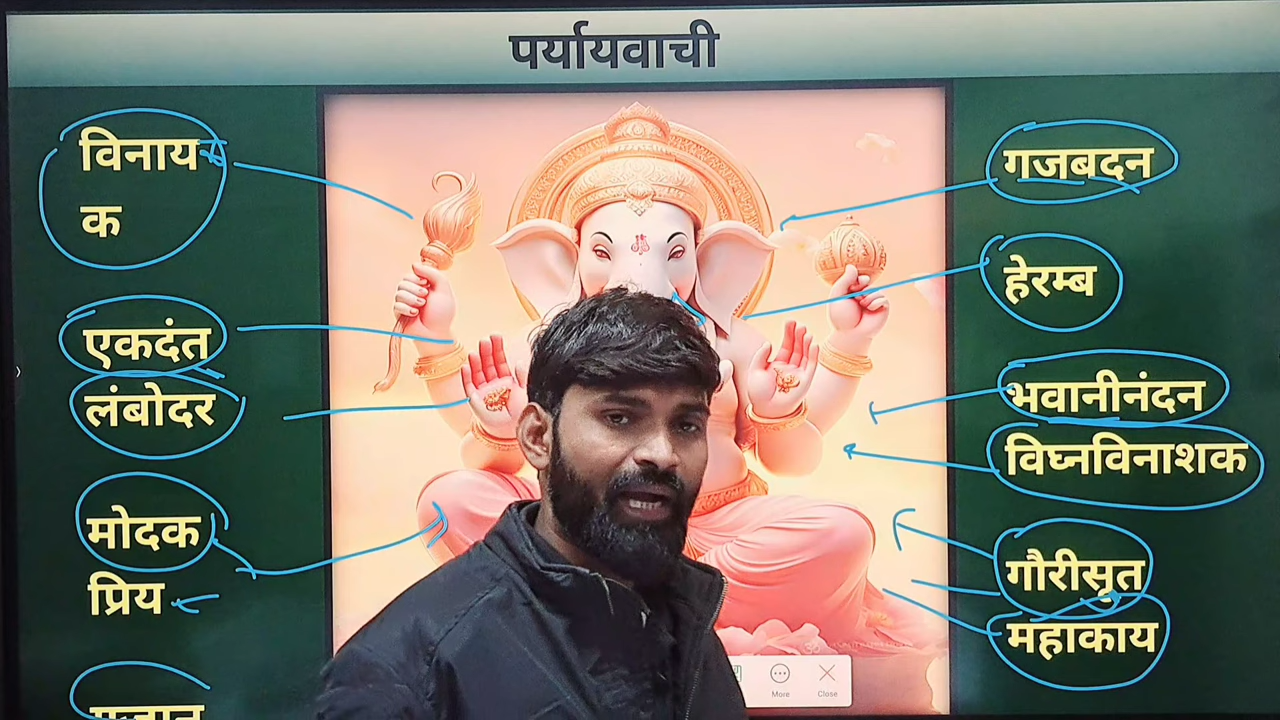 पर्यायवाची
विनाय
क
एकदंत
लंबोदर
मोदक
प्रिय
गजबदन
हेरम्ब
भवानीनंदन
विघ्नविनाशक
गौरीसूत
महाकाय
More
Close